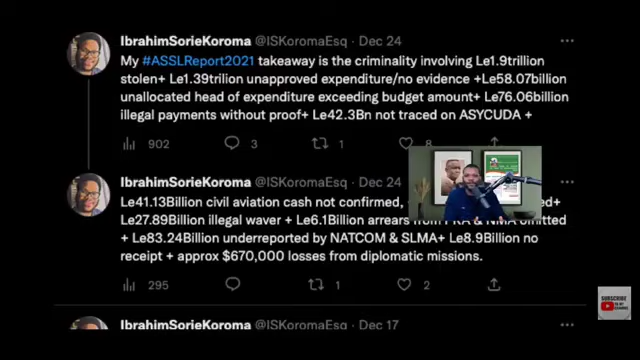 IbrahimSorieKoroma @ISKoromaEsq · Dec 24
My #ASSLReport2021 takeaway is the criminality involving Le1.9trillion
stolen+ Le1.39trilion unapproved expenditure/no evidence +Le58.07billion
unallocated head of expenditure exceeding budget amount+ Le76.06billion
illegal payments without proof+ Le42.3Bn not traced on ASYCUDA +
902 3 1 8
IbrahimSorieKoroma @ISKoromaEsq · Dec 24
Le41.13Billion civil aviation cash not confirmed,
Le27.89Billion illegal waver + Le6.1Billion arrears from & NMA omitted
+ Le83.24Billion underreported by NATCOM & SLMA+ Le8.9Billion no
receipt + approx $670,000 losses from diplomatic missions.
295 1 2
SUBSCRIBE
IbrahimSorieKoroma @ISKoromaEsq · Dec 17